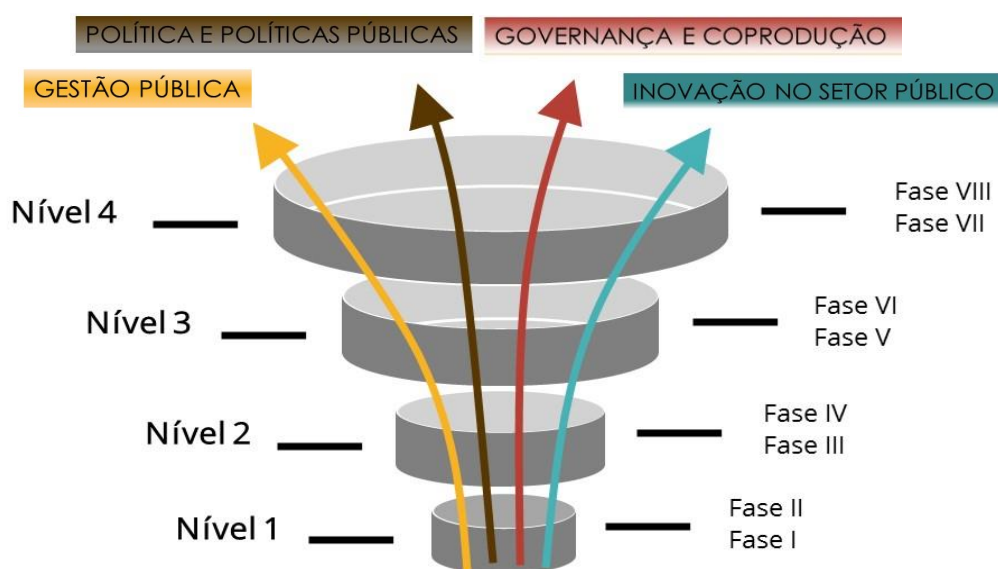 POLÍTICA E POLÍTICAS PÚBLICAS
GOVERNANÇA E COPRODUÇÃO
GESTÃO PÚBLICA
INOVAÇÃO NO SETOR PÚBLICO
Nível 4
Fase VIII
Fase VII
Nível 3
Fase VI
Fase V
Nível 2
Fase IV
Fase III
Nível 1
Fase II
Fase I